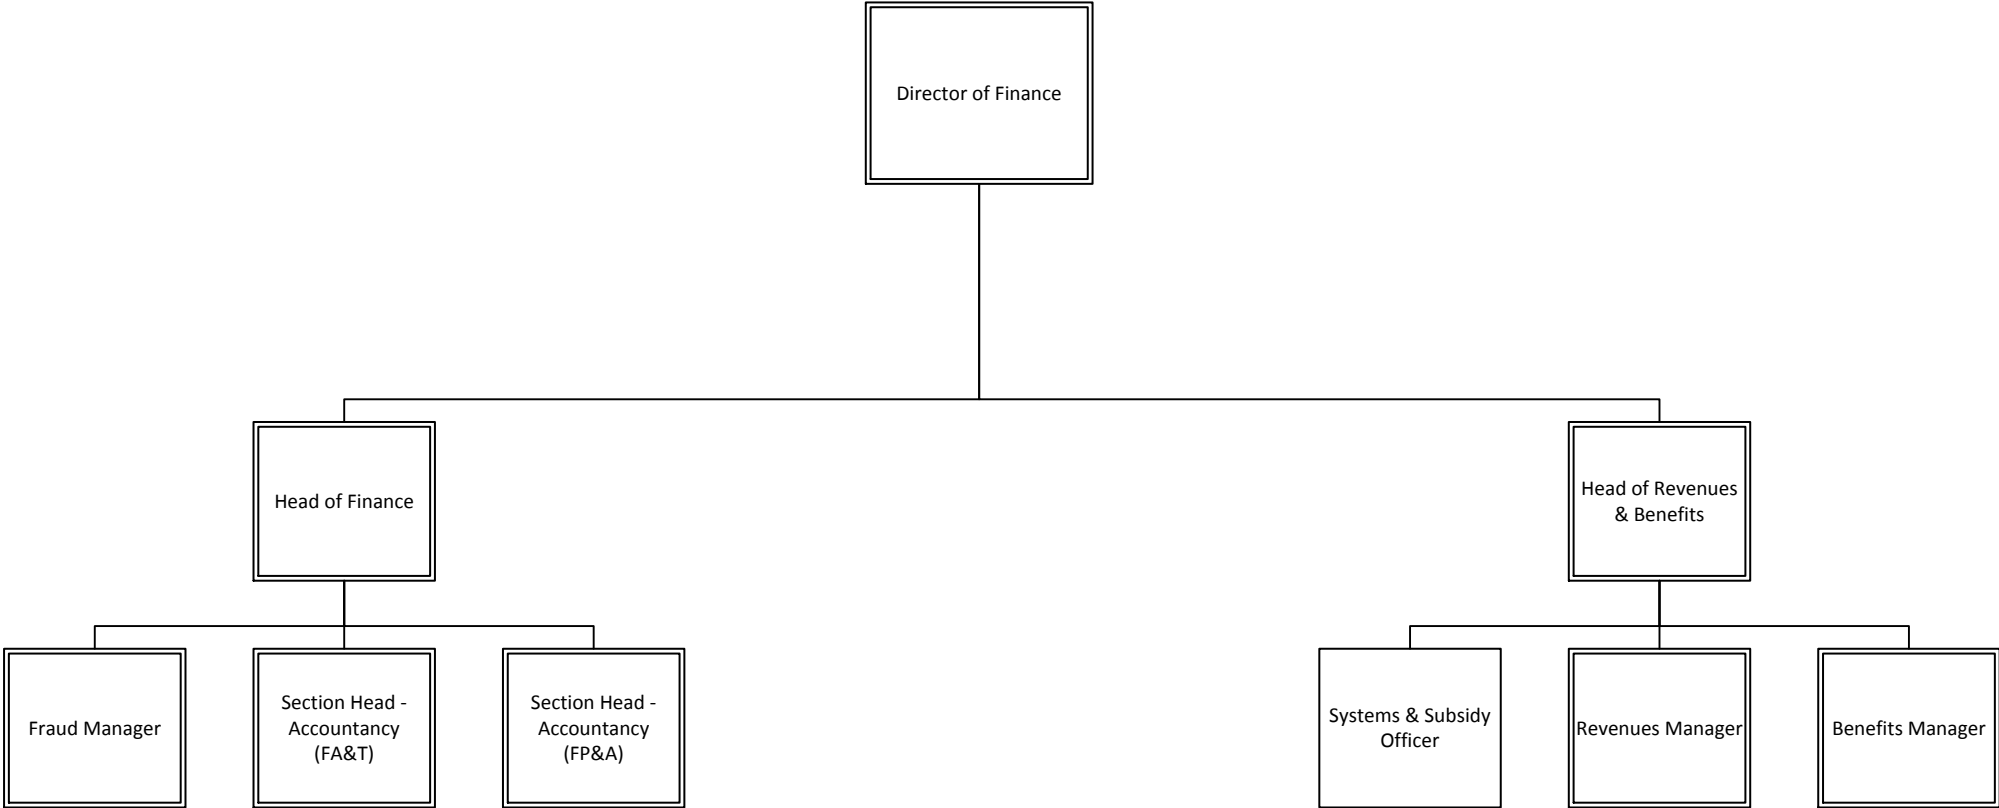 Director of Finance
Head of Finance
Head of Revenues
& Benefits
Fraud Manager
Section Head -
Accountancy
(FA&T)
Section Head -
Accountancy
(FP&A)
Systems & Subsidy
Officer
Revenues Manager
Benefits Manager